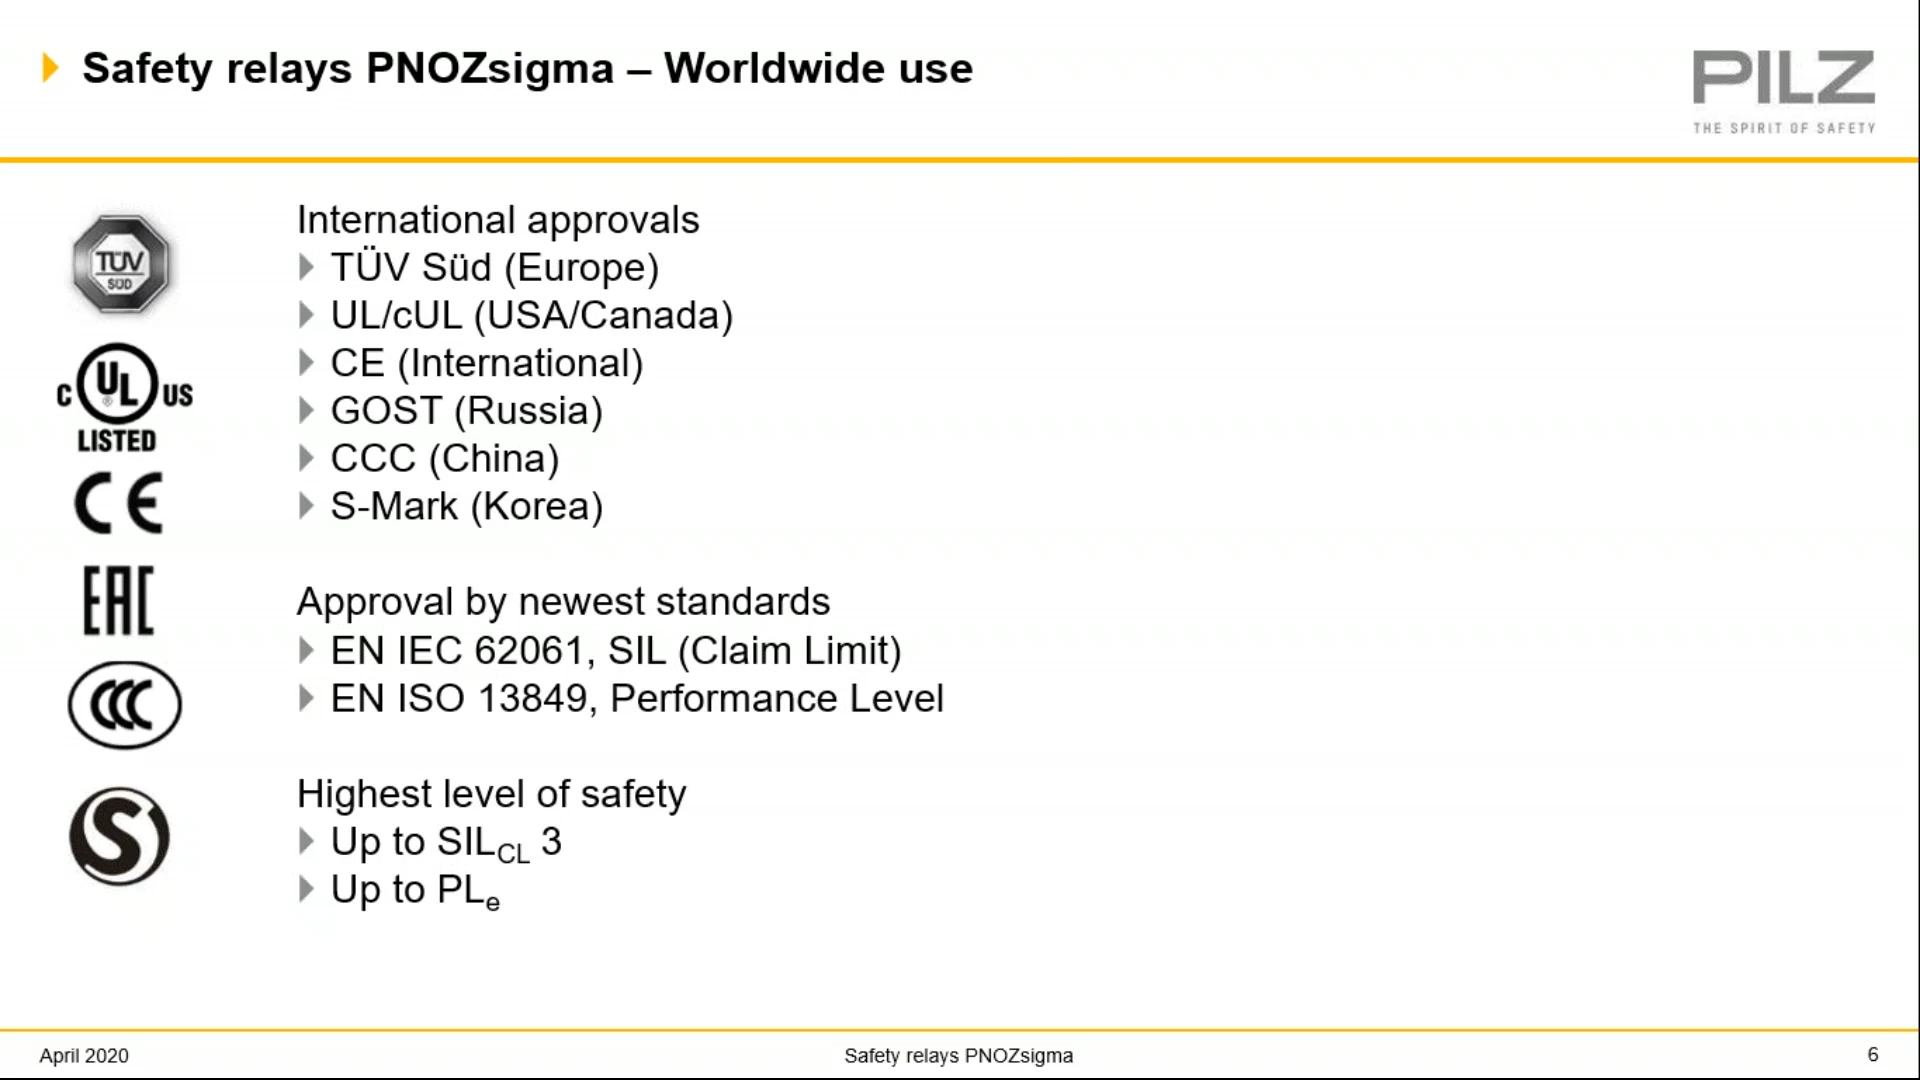 Safety relays PNOZsigma – Worldwide use
PILZ
THE SPIRIT OF SAFETY
TÜV
SÜD
C UL ® US
LISTED
CE
EAC
CCC
S
International approvals
TÜV Süd (Europe)
UL/cUL (USA/Canada)
CE (International)
GOST (Russia)
CCC (China)
S-Mark (Korea)
Approval by newest standards
EN IEC 62061, SIL (Claim Limit)
EN ISO 13849, Performance Level
Highest level of safety
Up to SILCL 3
Up to PLe
April 2020
Safety relays PNOZsigma
6